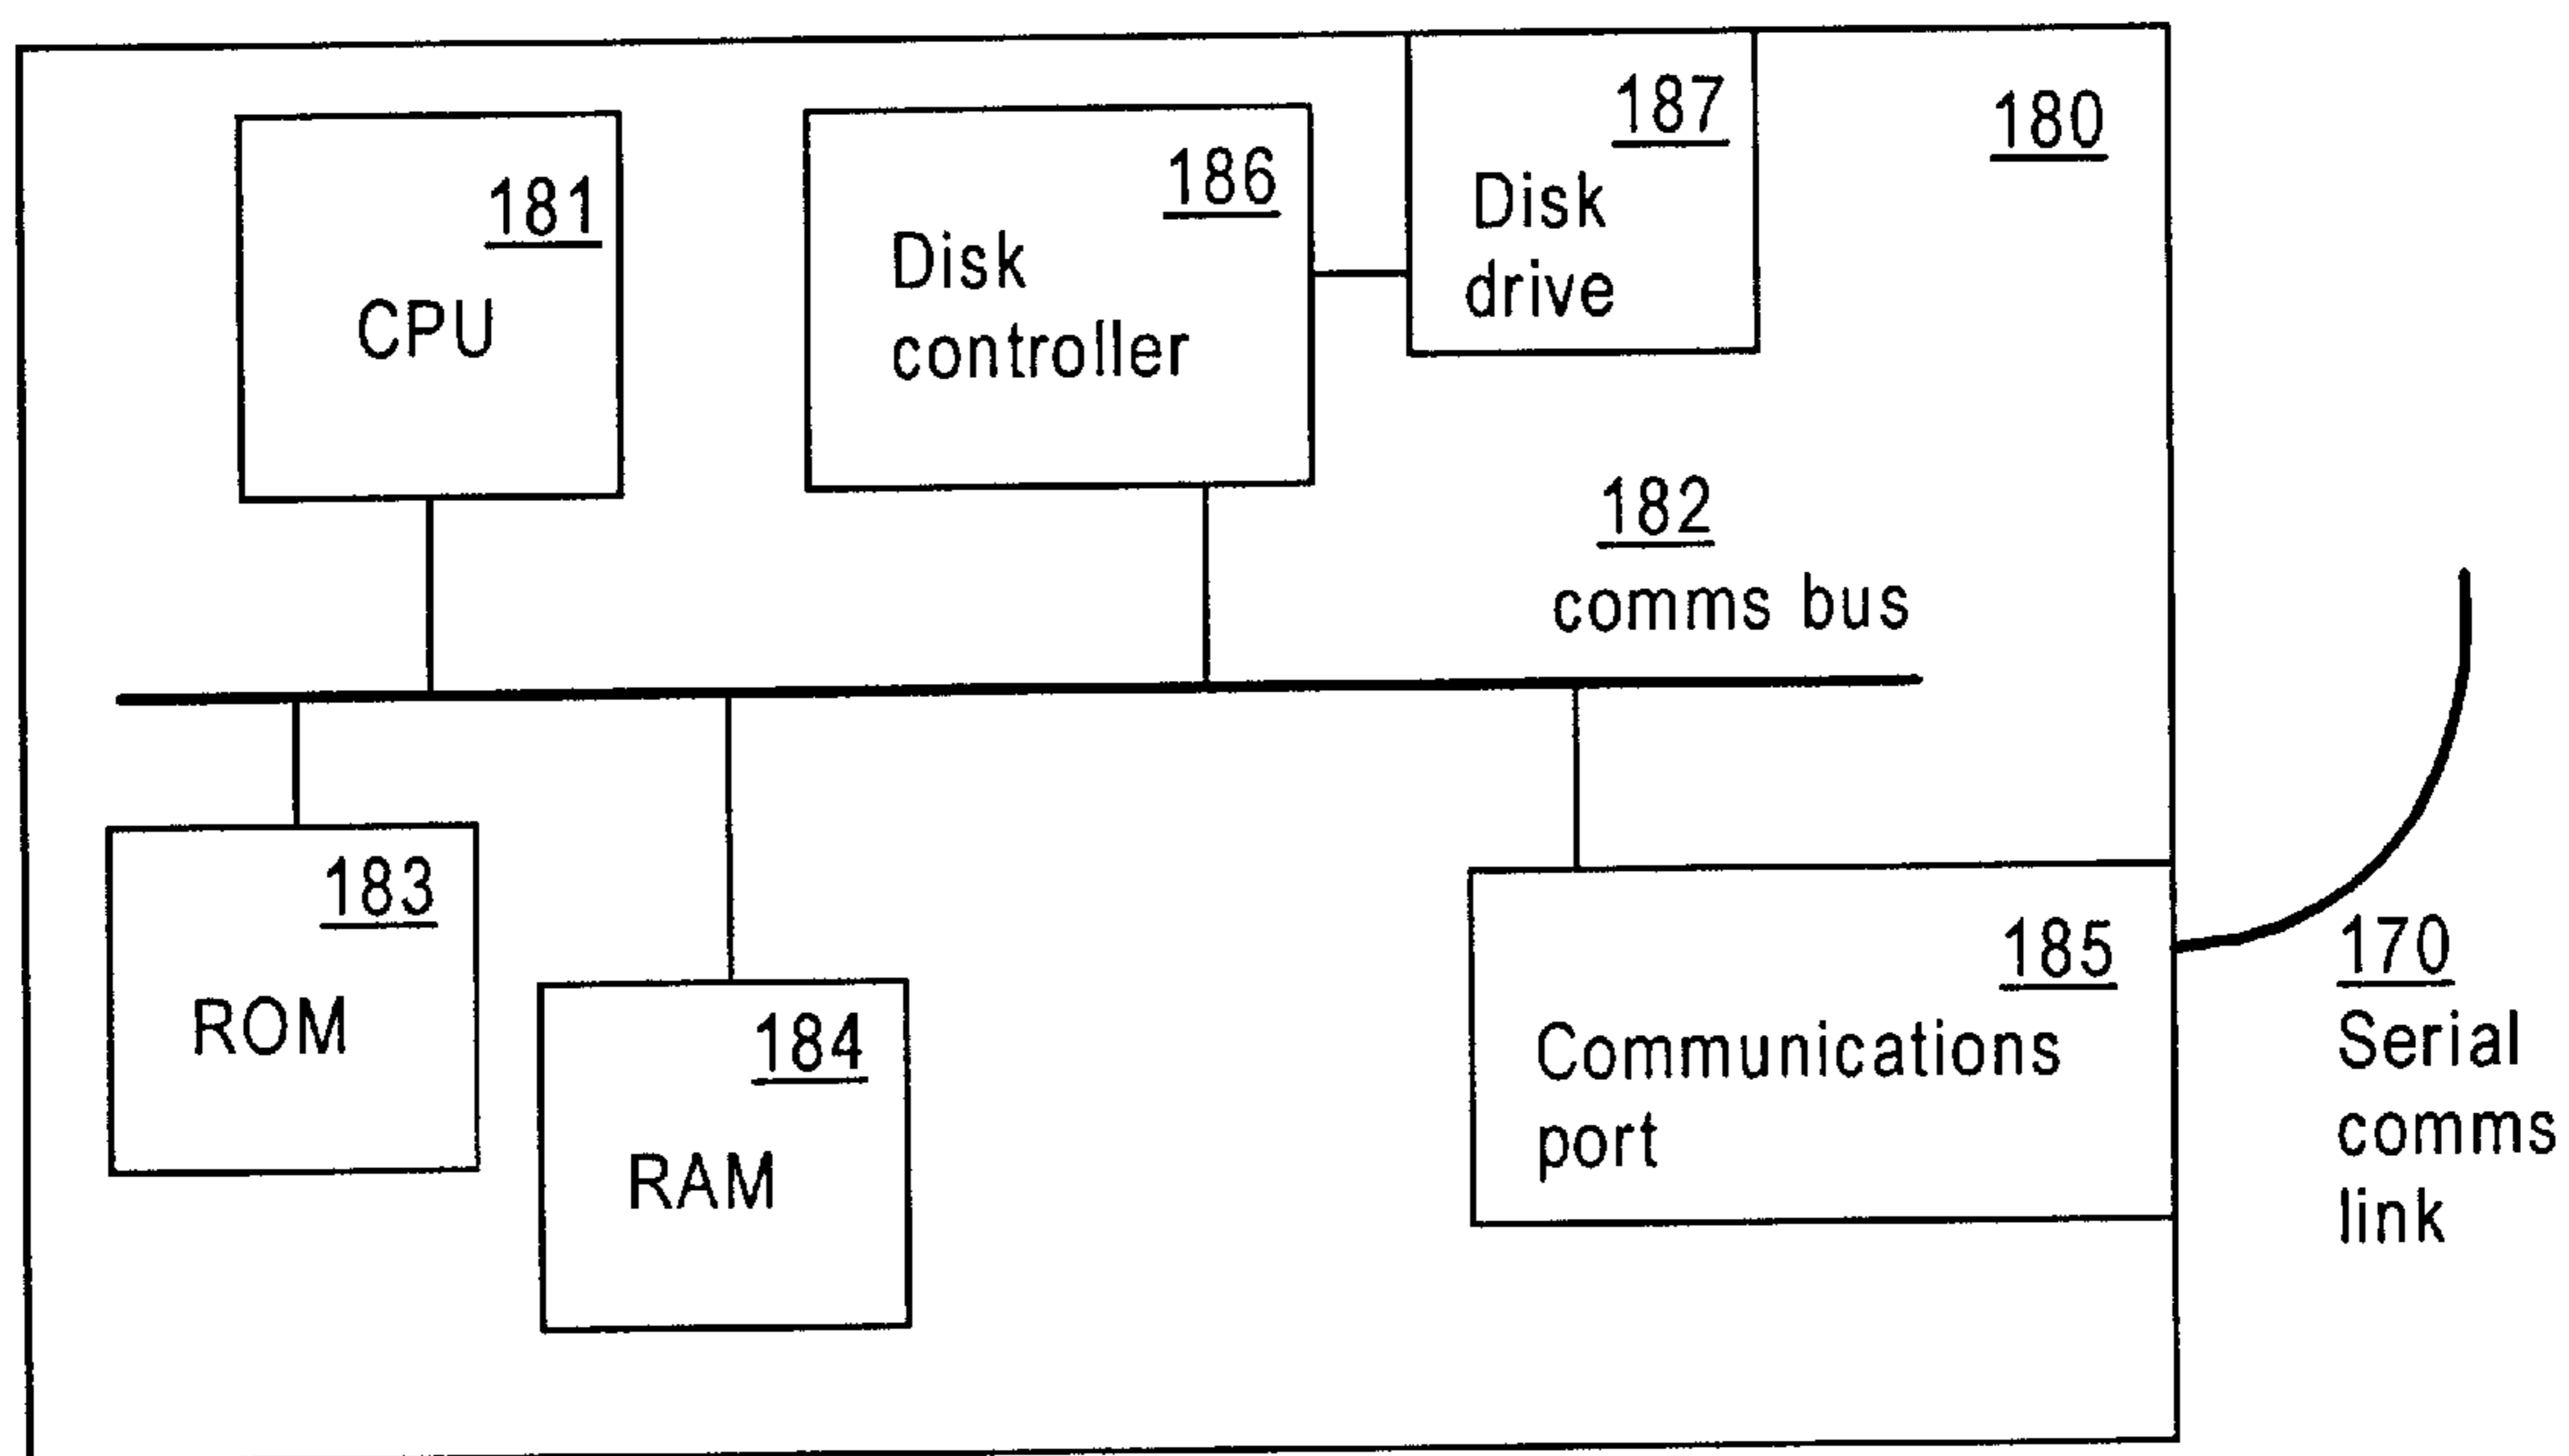 187
Disk
drive
180
186
Disk
controller
181
CPU
182
comms bus
183
ROM
184
RAM
185
Communications
port
170
Serial
comms
link